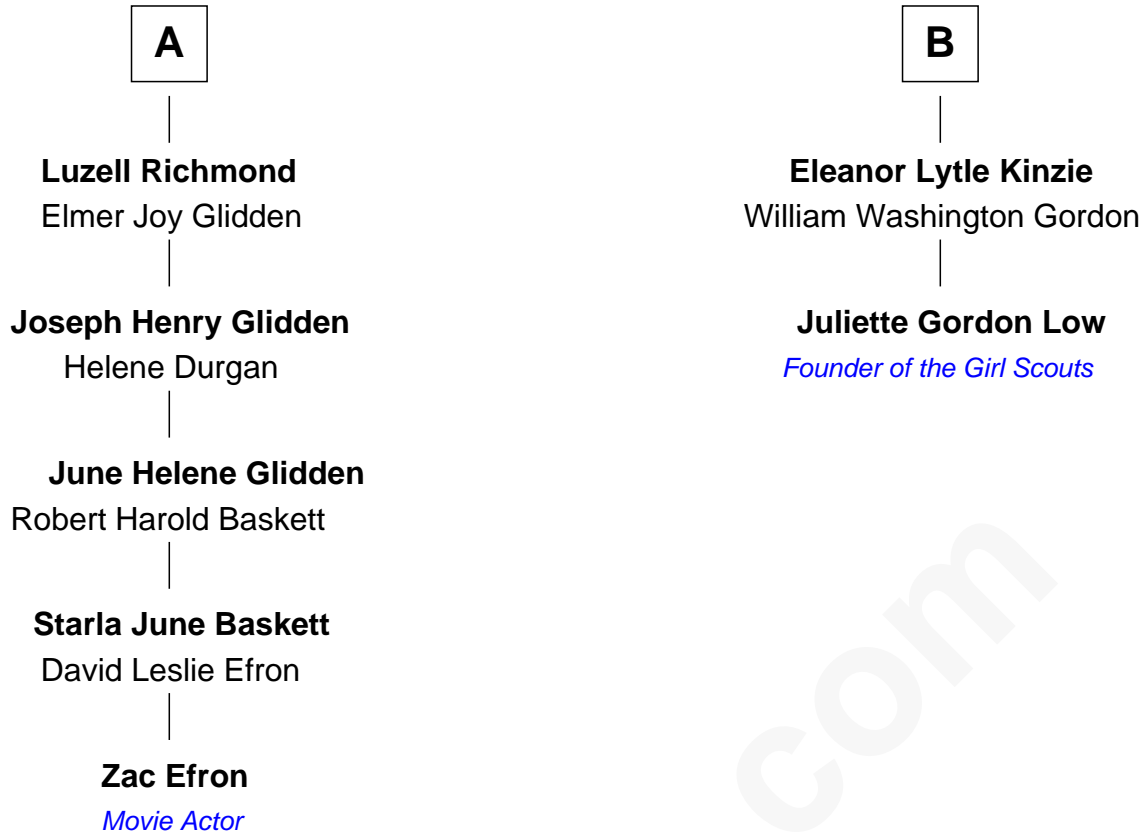 A
Luzell Richmond
Elmer Joy Glidden
Joseph Henry Glidden
Helene Durgan
June Helene Glidden
Robert Harold Baskett
Starla June Baskett
David Leslie Efron
Zac Efron
Movie Actor
B
Eleanor Lytle Kinzie
William Washington Gordon
Juliette Gordon Low
Founder of the Girl Scouts
com